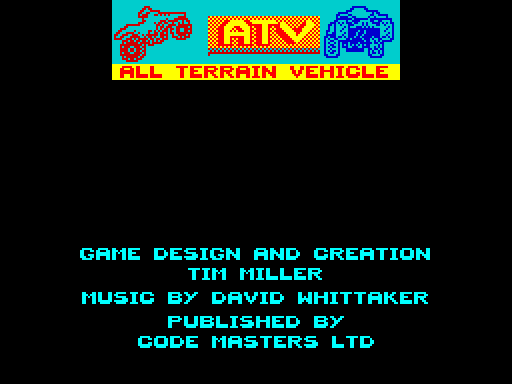 ATV
ALL TERRAIN VEHICLE
GAME DESIGN AND CREATION
TIM MILLER
MUSIC BY DAVID WHITTAKER
PUBLISHED BY
CODE MASTERS LTD